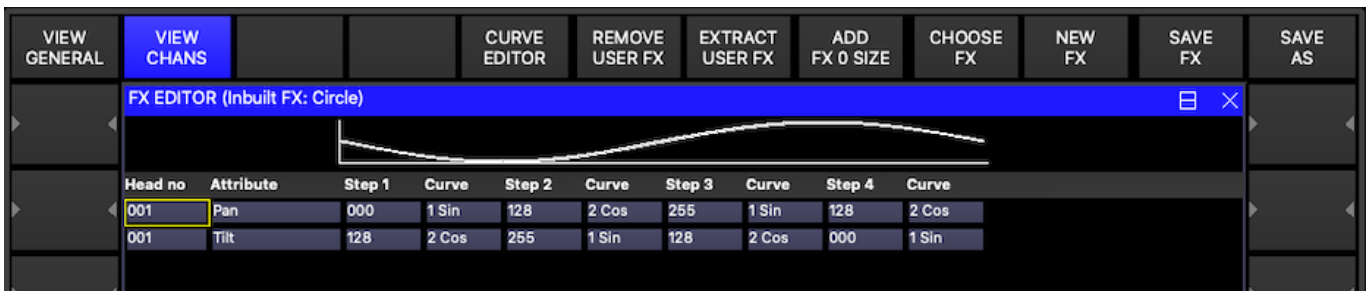 VIEW GENERAL
VIEW CHANS
CURVE EDITOR
REMOVE USER FX
EXTRACT USER FX
ADD FX 0 SIZE
CHOOSE FX
NEW FX
SAVE FX
SAVE AS
FX EDITOR (Inbuilt FX: Circle)
Head no Attribute Step 1 Curve Step 2 Curve Step 3 Curve Step 4 Curve
001 Pan 000 1 Sin 128 2 Cos 255 1 Sin 128 2 Cos
001 Tilt 128 2 Cos 255 1 Sin 128 2 Cos 000 1 Sin